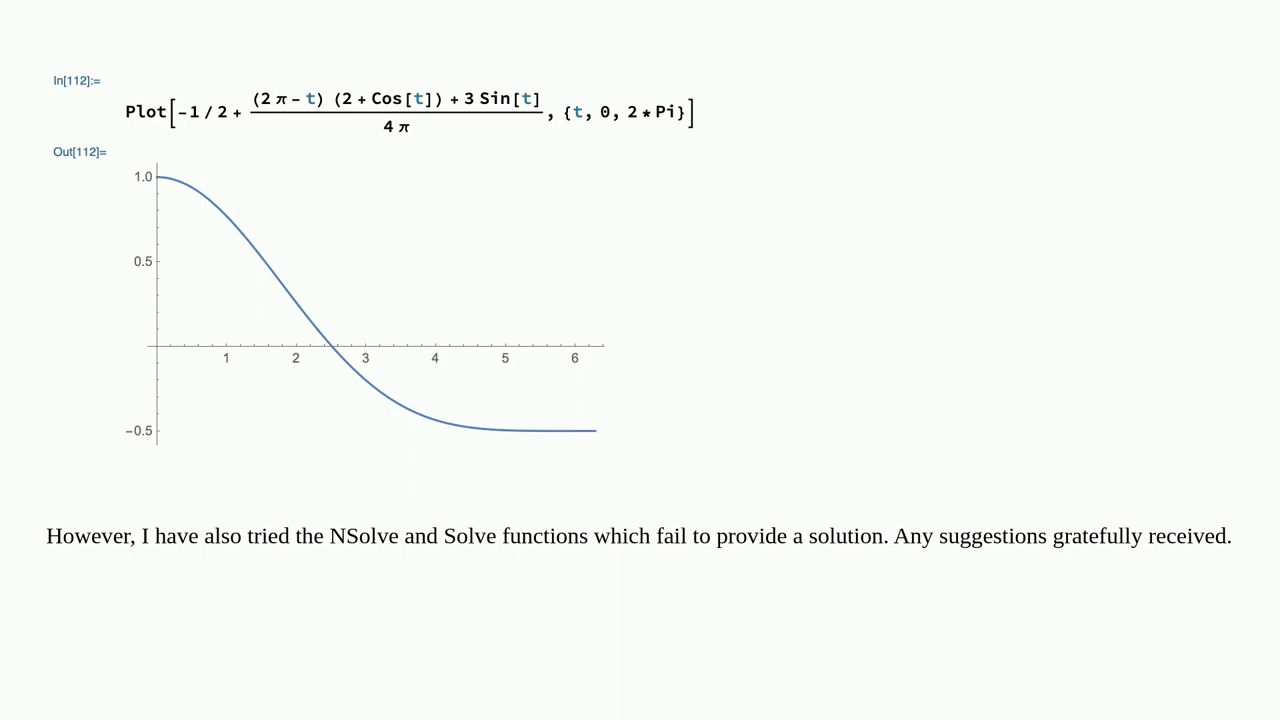 In[112]:=
Plot[-1/2 + ((2 π - t) (2 + Cos[t]) + 3 Sin[t])/(4 π), {t, 0, 2 * Pi}]
Out[112]=
1.0
0.5
1 2 3 4 5 6
-0.5
However, I have also tried the NSolve and Solve functions which fail to provide a solution. Any suggestions gratefully received.